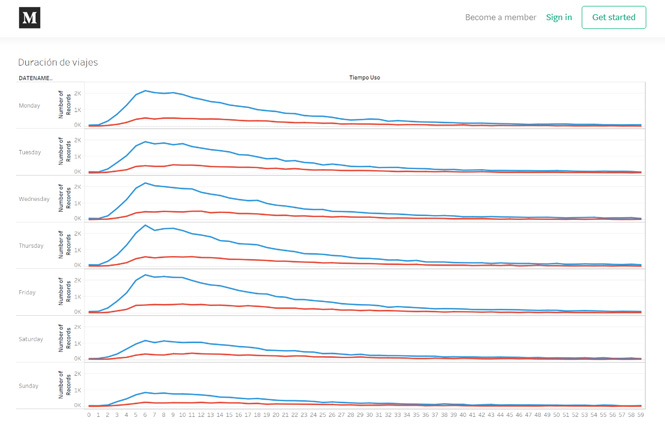 M
Become a member Sign in Get started
Duración de viajes
DATENAME.. Tiempo Uso
Monday Number of Records 2K 1K 0K
Tuesday Number of Records 2K 1K 0K
Wednesday Number of Records 2K 1K 0K
Thursday Number of Records 2K 1K 0K
Friday Number of Records 2K 1K 0K
Saturday Number of Records 2K 1K 0K
Sunday Number of Records 2K 1K 0K
0 1 2 3 4 5 6 7 8 9 10 11 12 13 14 15 16 17 18 19 20 21 22 23 24 25 26 27 28 29 30 31 32 33 34 35 36 37 38 39 40 41 42 43 44 45 46 47 48 49 50 51 52 53 54 55 56 57 58 59